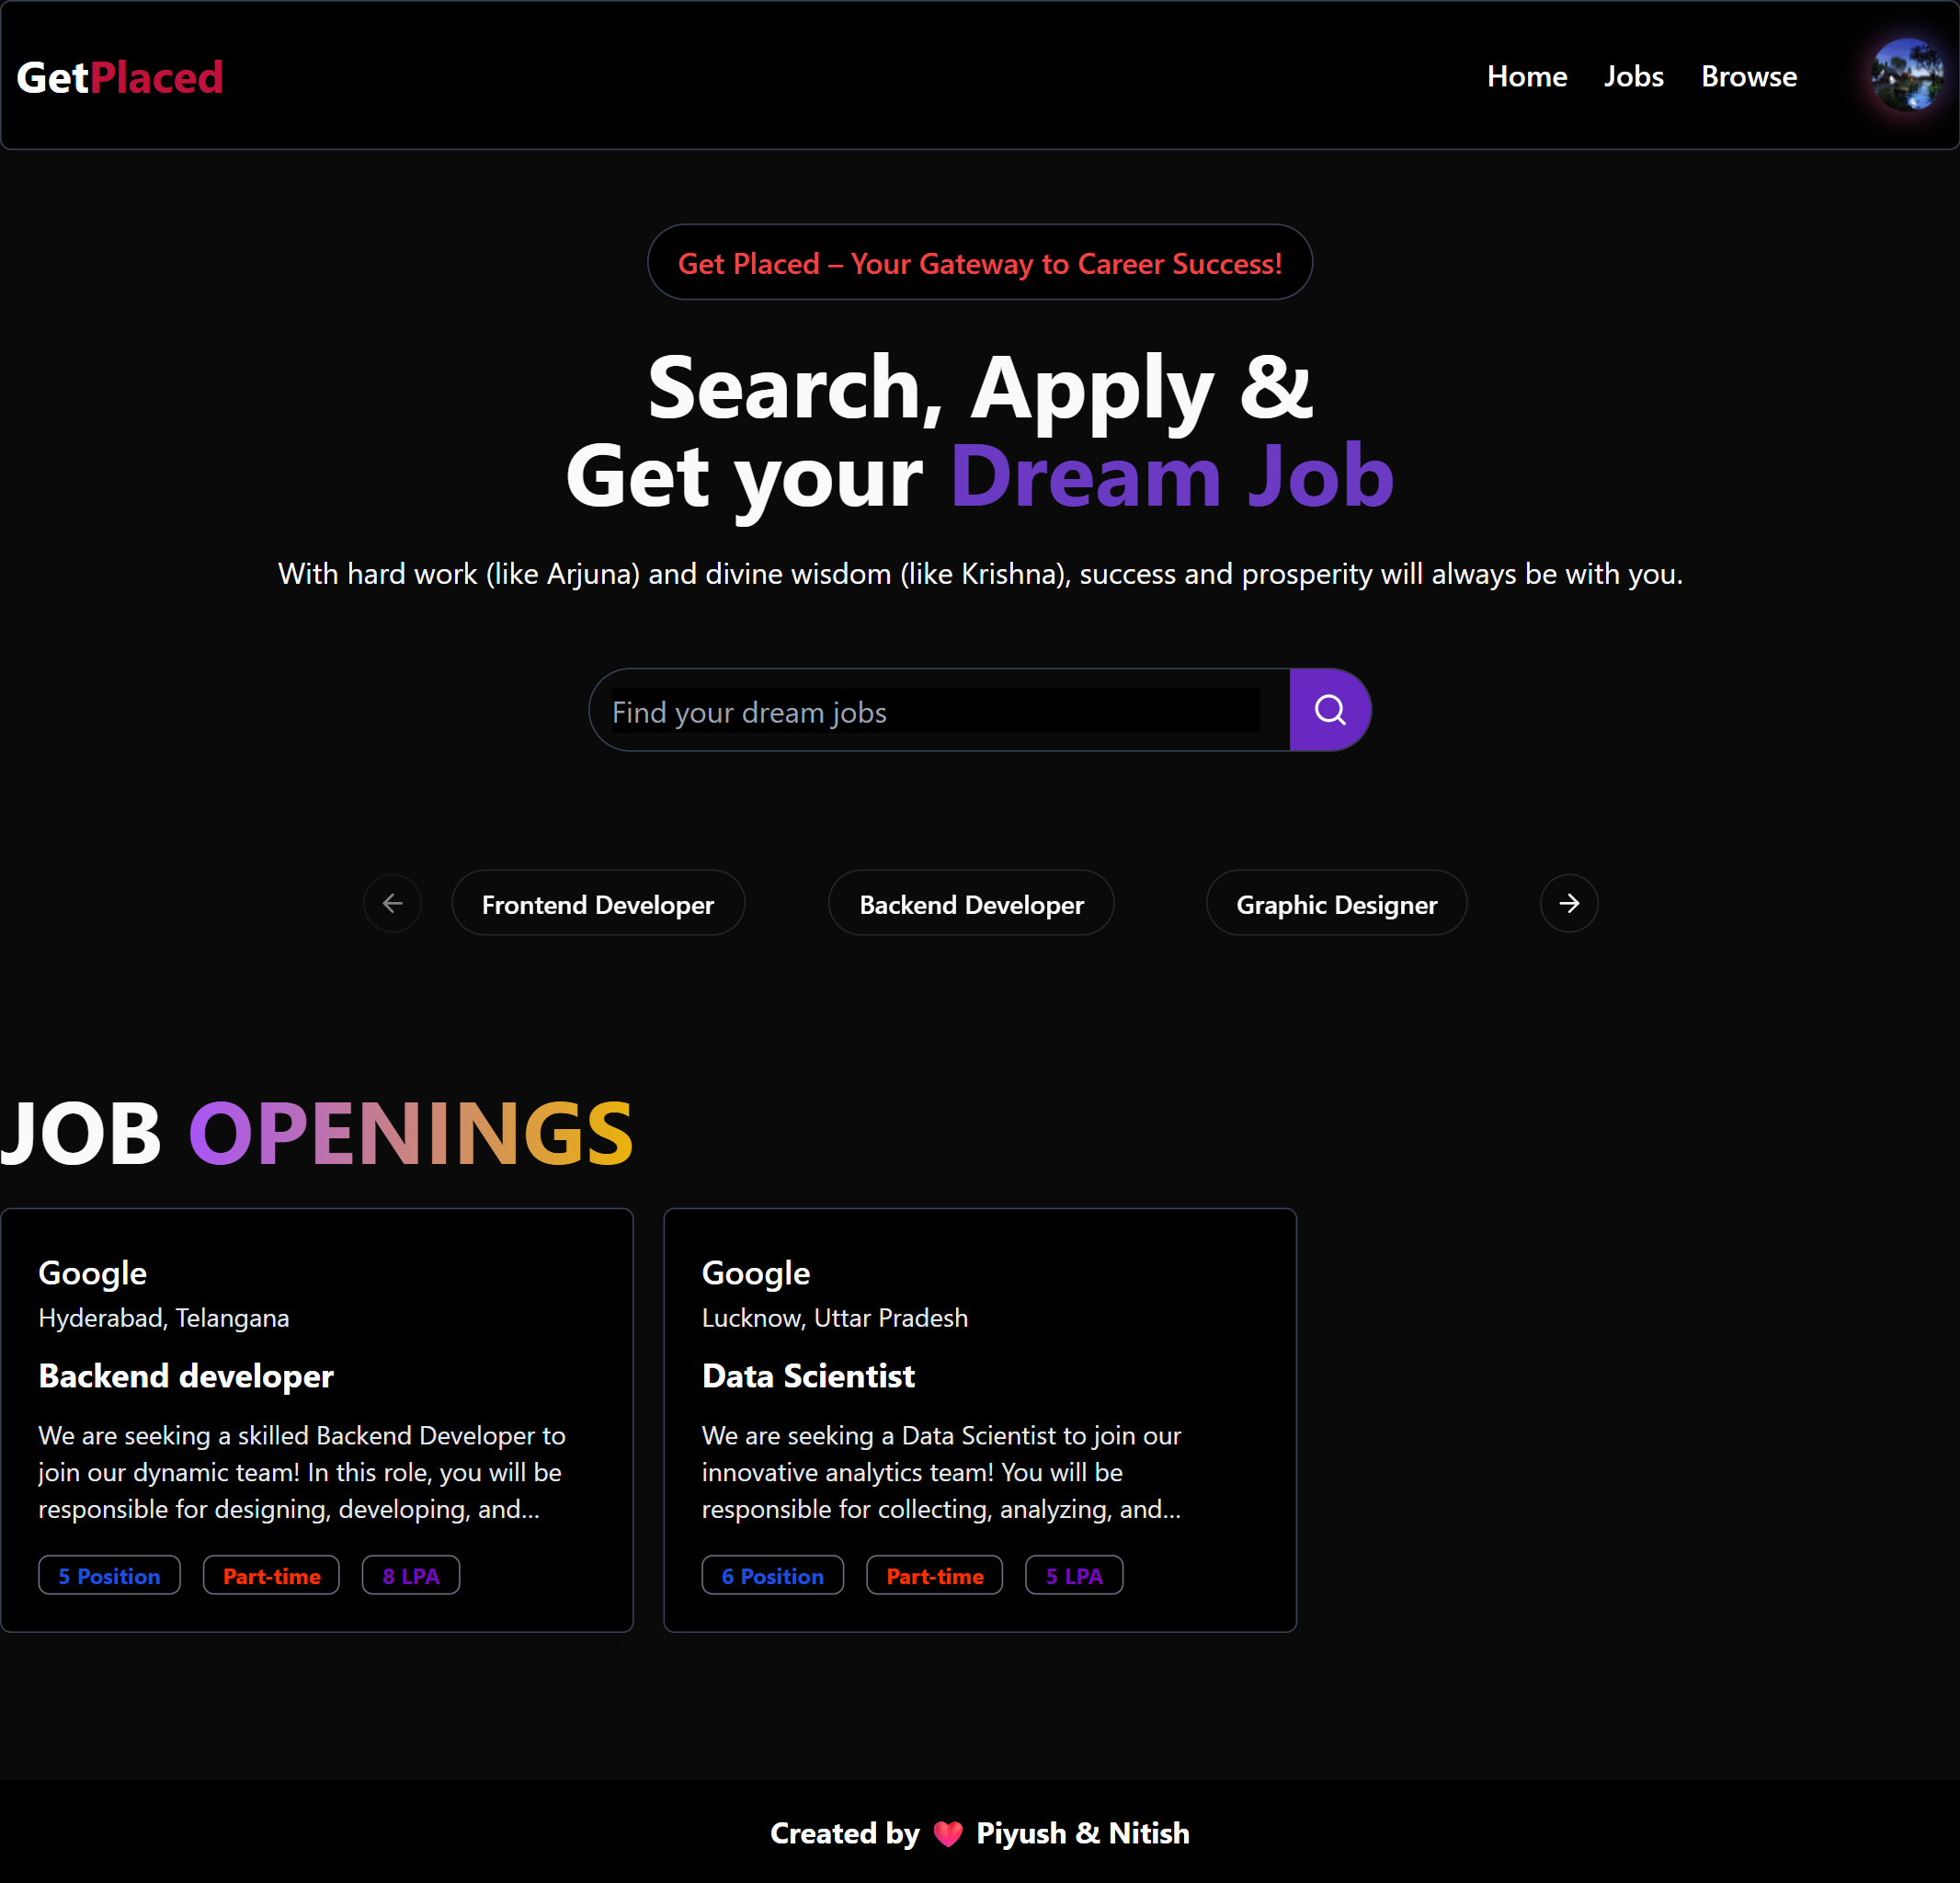 GetPlaced
Home Jobs Browse
Get Placed – Your Gateway to Career Success!
Search, Apply &
Get your Dream Job
With hard work (like Arjuna) and divine wisdom (like Krishna), success and prosperity will always be with you.
Find your dream jobs
Frontend Developer Backend Developer Graphic Designer
JOB OPENINGS
Google
Hyderabad, Telangana
Backend developer
We are seeking a skilled Backend Developer to
join our dynamic team! In this role, you will be
responsible for designing, developing, and...
5 Position Part-time 8 LPA
Google
Lucknow, Uttar Pradesh
Data Scientist
We are seeking a Data Scientist to join our
innovative analytics team! You will be
responsible for collecting, analyzing, and...
6 Position Part-time 5 LPA
Created by ❤️ Piyush & Nitish